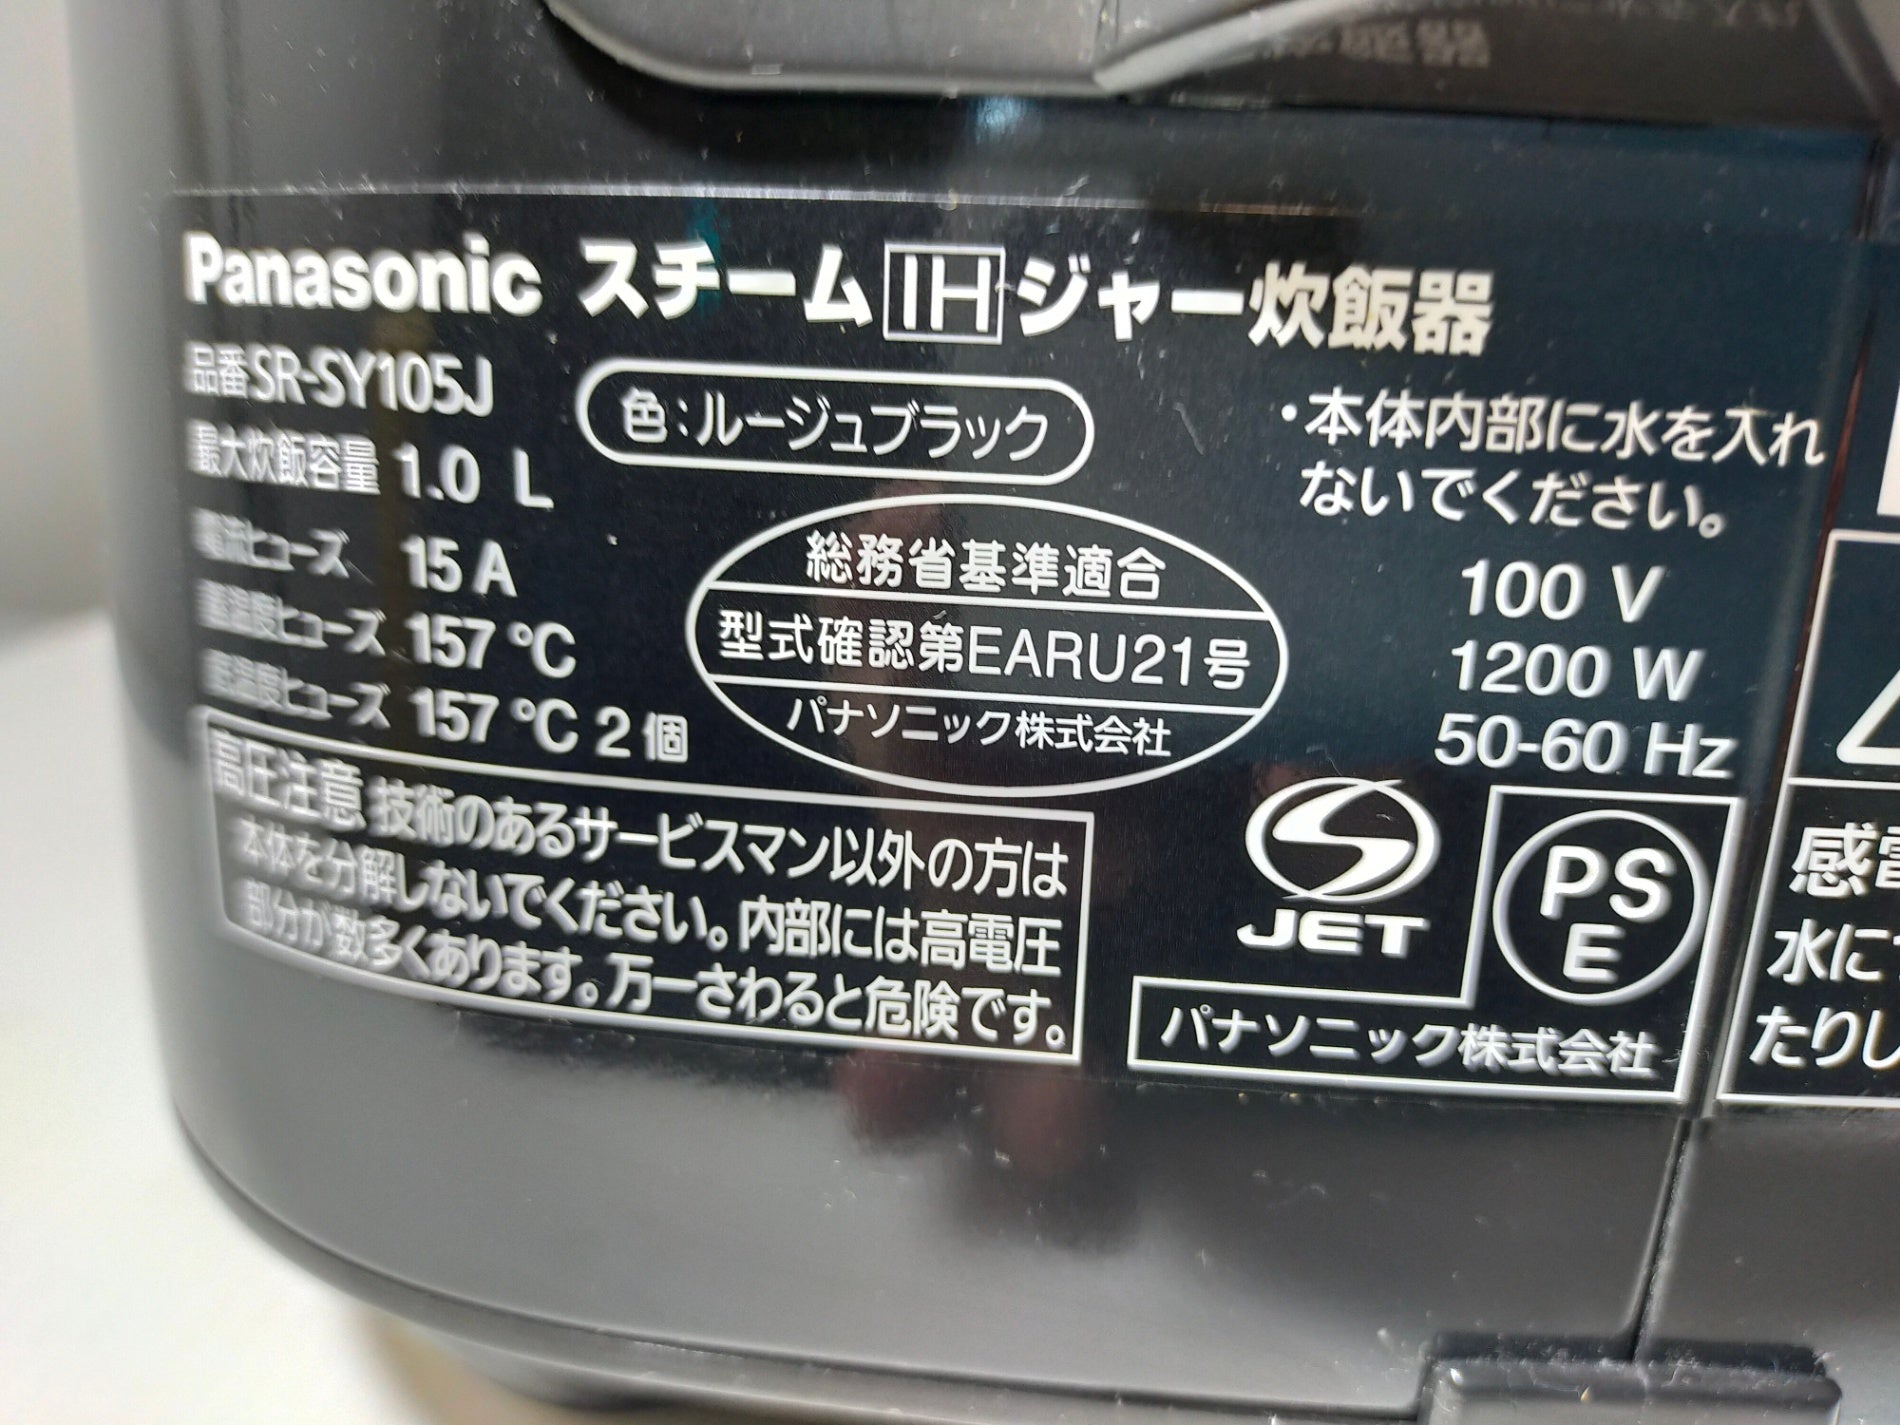 Panasonic スチーム IH ジャー炊飯器
品番 SR-SY105J
色：ルージュブラック
最大炊飯容量 1.0 L
電流ヒューズ 15 A
温度ヒューズ 157 ℃
温度ヒューズ 157 ℃ 2 個
総務省基準適合
型式確認第EARU21号
パナソニック株式会社
・本体内部に水を入れ
ないでください。
100 V
1200 W
50-60 Hz
高圧注意 技術のあるサービスマン以外の方は
本体を分解しないでください。内部には高電圧
部分が数多くあります。万一さわると危険です。
JET
PS
E
パナソニック株式会社
感電
水に
たりし